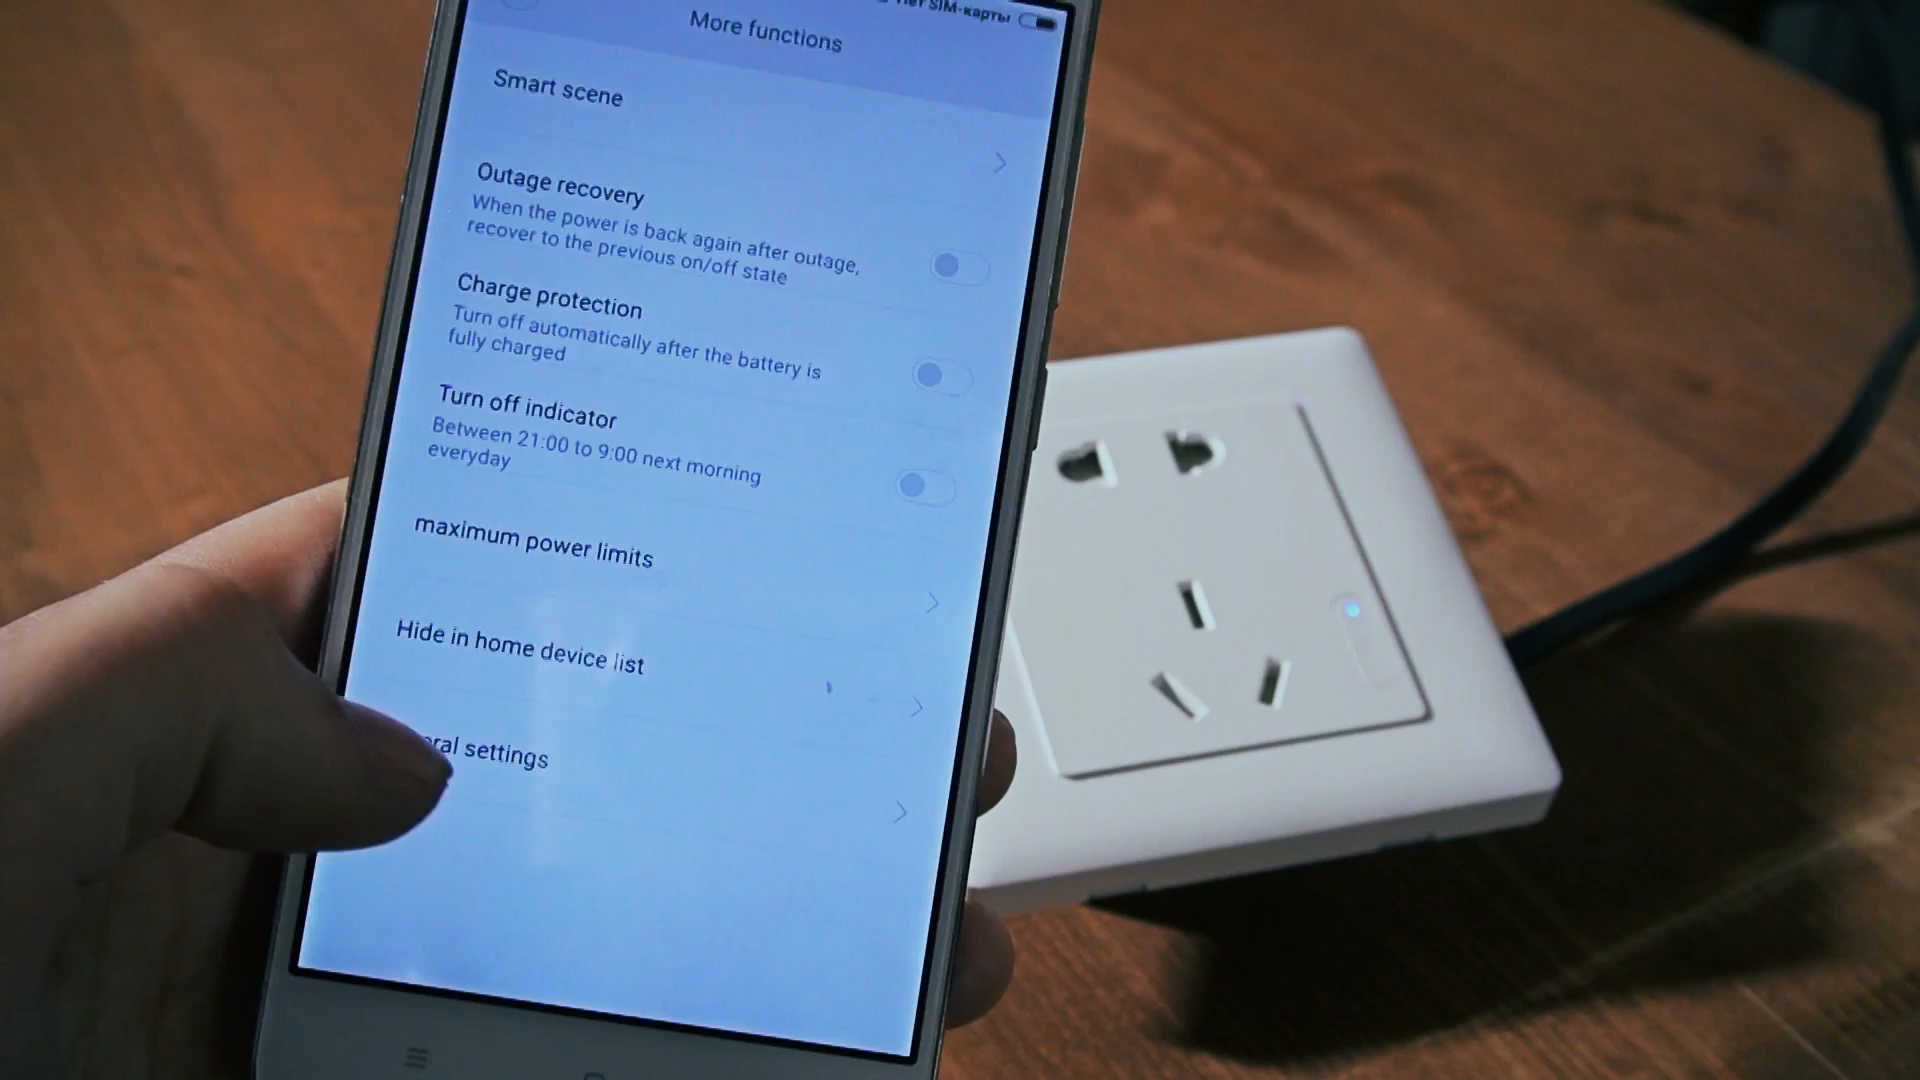 SIM-карты
More functions
Smart scene
Outage recovery
When the power is back again after outage,
recover to the previous on/off state
Charge protection
Turn off automatically after the battery is
fully charged
Turn off indicator
Between 21:00 to 9:00 next morning
everyday
maximum power limits
Hide in home device list
settings